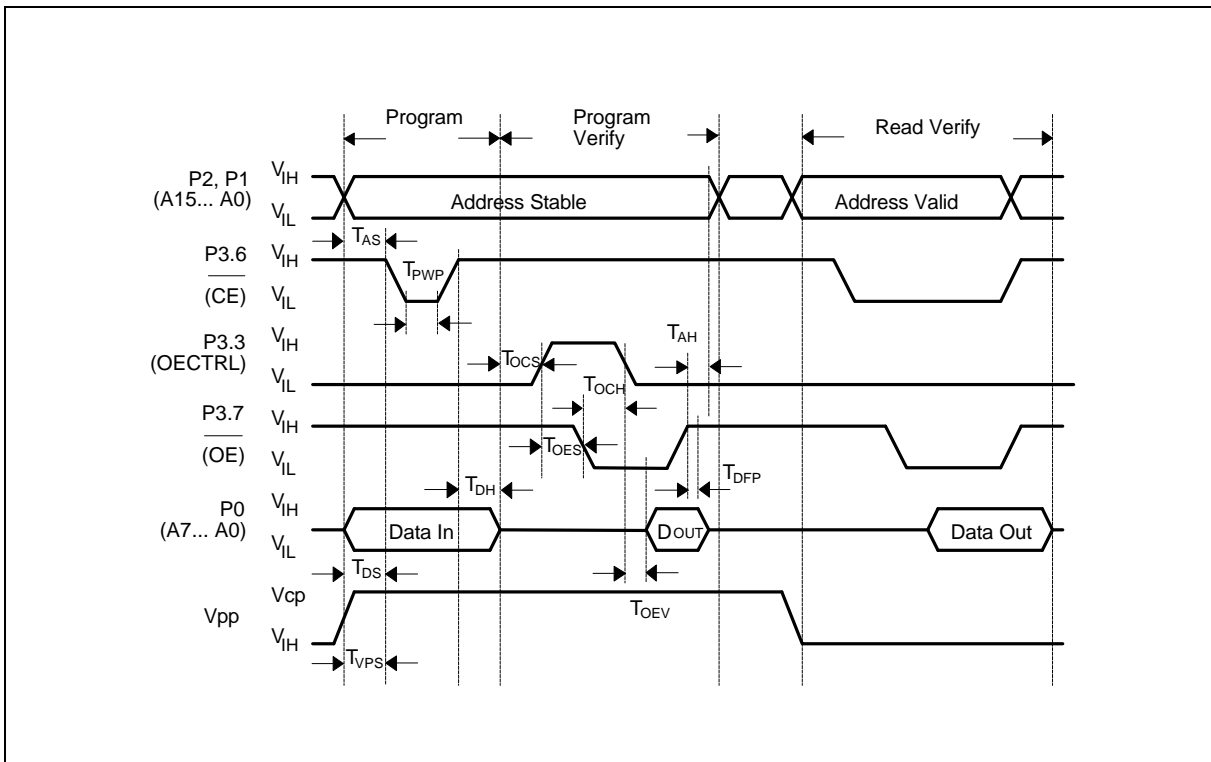 Program
Program
Verify
Read Verify
P2, P1
(A15... A0)
VIH
VIL
Address Stable
Address Valid
TAS
P3.6
(CE)
VIH
VIL
TPWP
P3.3
(OECTRL)
VIH
VIL
TOCS
TAH
TOCH
P3.7
(OE)
VIH
VIL
TOES
TDFP
TDH
P0
(A7... A0)
VIH
VIL
Data In
DOUT
Data Out
TDS
Vpp
Vcp
VIH
TOEV
TVPS